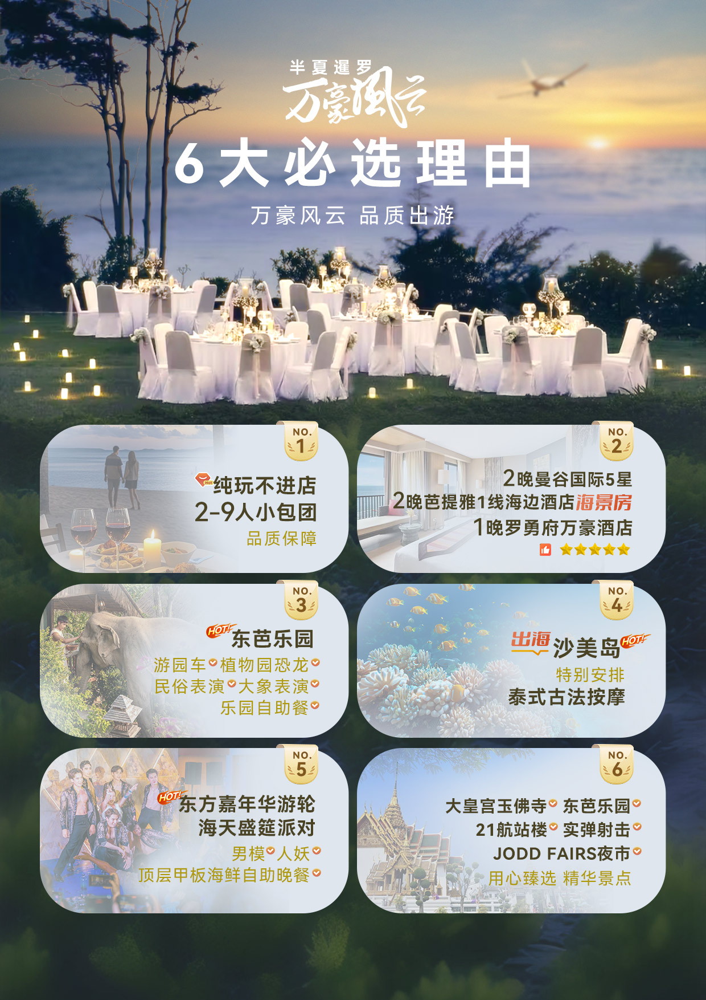 半夏暹罗
万豪風云
6大必选理由
万豪风云 品质出游
NO.
1
Hot
纯玩不进店
2-9人小包团
品质保障
NO.
2
2晚曼谷国际5星
2晚芭提雅1线海边酒店海景房
1晚罗勇府万豪酒店
NO.
3
HOT!
东芭乐园
游园车 植物园恐龙
民俗表演 大象表演
乐园自助餐
NO.
4
出海 沙美岛 HOT!
特别安排
泰式古法按摩
NO.
5
HOT!
东方嘉年华游轮
海天盛筵派对
男模 人妖
顶层甲板海鲜自助晚餐
NO.
6
大皇宫玉佛寺 东芭乐园
21航站楼 实弹射击
JODD FAIRS夜市
用心臻选 精华景点